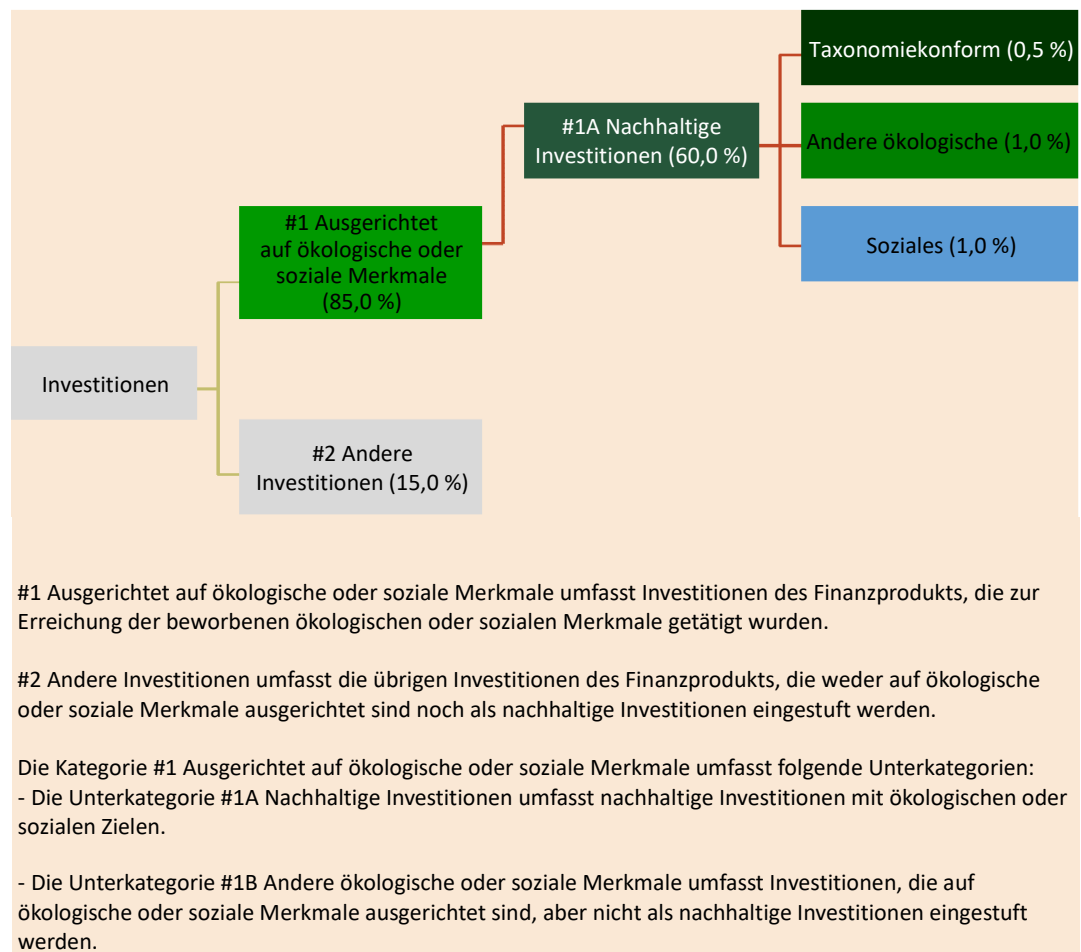 Taxonomiekonform (0,5 %)
#1A Nachhaltige
Investitionen (60,0 %)
Andere ökologische (1,0 %)
#1 Ausgerichtet
auf ökologische oder
soziale Merkmale
(85,0 %)
Soziales (1,0 %)
Investitionen
#2 Andere
Investitionen (15,0 %)
#1 Ausgerichtet auf ökologische oder soziale Merkmale umfasst Investitionen des Finanzprodukts, die zur
Erreichung der beworbenen ökologischen oder sozialen Merkmale getätigt wurden.
#2 Andere Investitionen umfasst die übrigen Investitionen des Finanzprodukts, die weder auf ökologische
oder soziale Merkmale ausgerichtet sind noch als nachhaltige Investitionen eingestuft werden.
Die Kategorie #1 Ausgerichtet auf ökologische oder soziale Merkmale umfasst folgende Unterkategorien:
- Die Unterkategorie #1A Nachhaltige Investitionen umfasst nachhaltige Investitionen mit ökologischen oder
sozialen Zielen.
- Die Unterkategorie #1B Andere ökologische oder soziale Merkmale umfasst Investitionen, die auf
ökologische oder soziale Merkmale ausgerichtet sind, aber nicht als nachhaltige Investitionen eingestuft
werden.